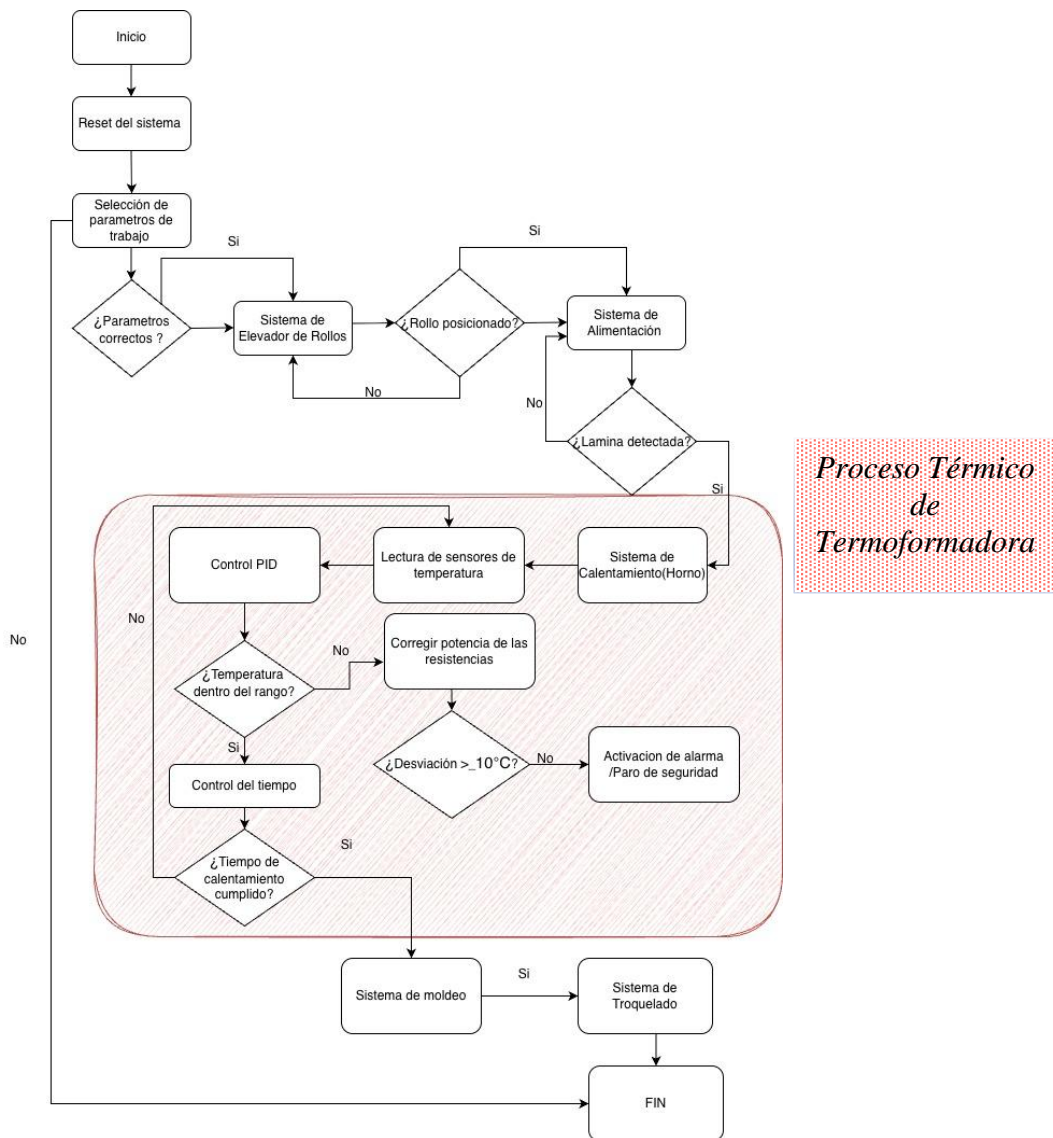 Inicio
Reset del sistema
Selección de
parametros de
trabajo
Si
Si
¿Parametros
correctos ?
Sistema de
Elevador de Rollos
¿Rollo posicionado?
Sistema de
Alimentación
No
No
¿Lamina detectada?
Si
Proceso Térmico
de
Termoformadora
Control PID
Lectura de sensores de
temperatura
Sistema de
Calentamiento(Horno)
No
No
No
Corregir potencia de las
resistencias
¿Temperatura
dentro del rango?
Si
¿Desviación >_10°C?
No
Activacion de alarma
/Paro de seguridad
Control del tiempo
Si
¿Tiempo de
calentamiento
cumplido?
Sistema de moldeo
Si
Sistema de
Troquelado
FIN